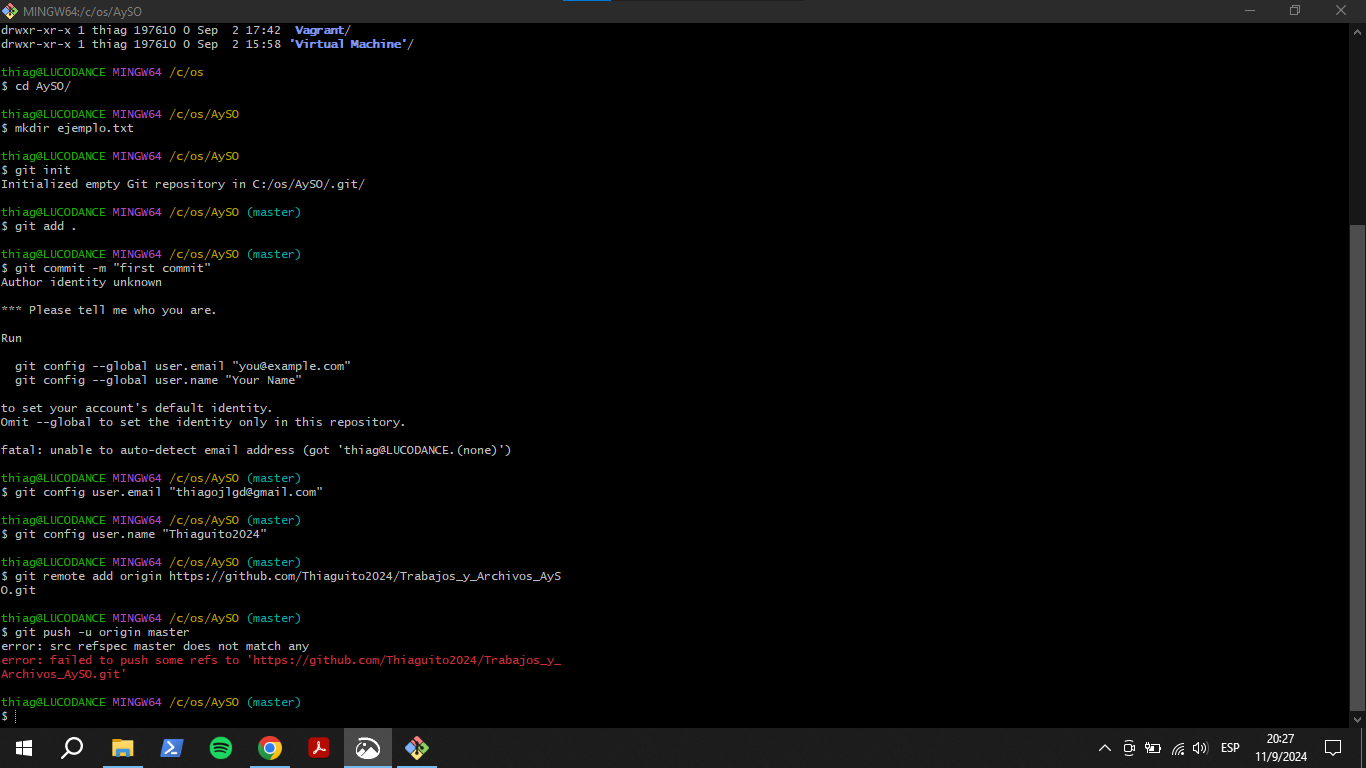 MINGW64:/c/os/AySO
drwxr-xr-x 1 thiag 197610 0 Sep  2 17:42  Vagrant/
drwxr-xr-x 1 thiag 197610 0 Sep  2 15:58 'Virtual Machine'/
thiag@LUCODANCE MINGW64 /c/os
$ cd AySO/
thiag@LUCODANCE MINGW64 /c/os/AySO
$ mkdir ejemplo.txt
thiag@LUCODANCE MINGW64 /c/os/AySO
$ git init
Initialized empty Git repository in C:/os/AySO/.git/
thiag@LUCODANCE MINGW64 /c/os/AySO (master)
$ git add .
thiag@LUCODANCE MINGW64 /c/os/AySO (master)
$ git commit -m "first commit"
Author identity unknown
*** Please tell me who you are.
Run
  git config --global user.email "you@example.com"
  git config --global user.name "Your Name"
to set your account's default identity.
Omit --global to set the identity only in this repository.
fatal: unable to auto-detect email address (got 'thiag@LUCODANCE.(none)')
thiag@LUCODANCE MINGW64 /c/os/AySO (master)
$ git config user.email "thiagojlgd@gmail.com"
thiag@LUCODANCE MINGW64 /c/os/AySO (master)
$ git config user.name "Thiaguito2024"
thiag@LUCODANCE MINGW64 /c/os/AySO (master)
$ git remote add origin https://github.com/Thiaguito2024/Trabajos_y_Archivos_AyS
O.git
thiag@LUCODANCE MINGW64 /c/os/AySO (master)
$ git push -u origin master
error: src refspec master does not match any
error: failed to push some refs to 'https://github.com/Thiaguito2024/Trabajos_y_
Archivos_AySO.git'
thiag@LUCODANCE MINGW64 /c/os/AySO (master)
$
ESP
20:27
11/9/2024